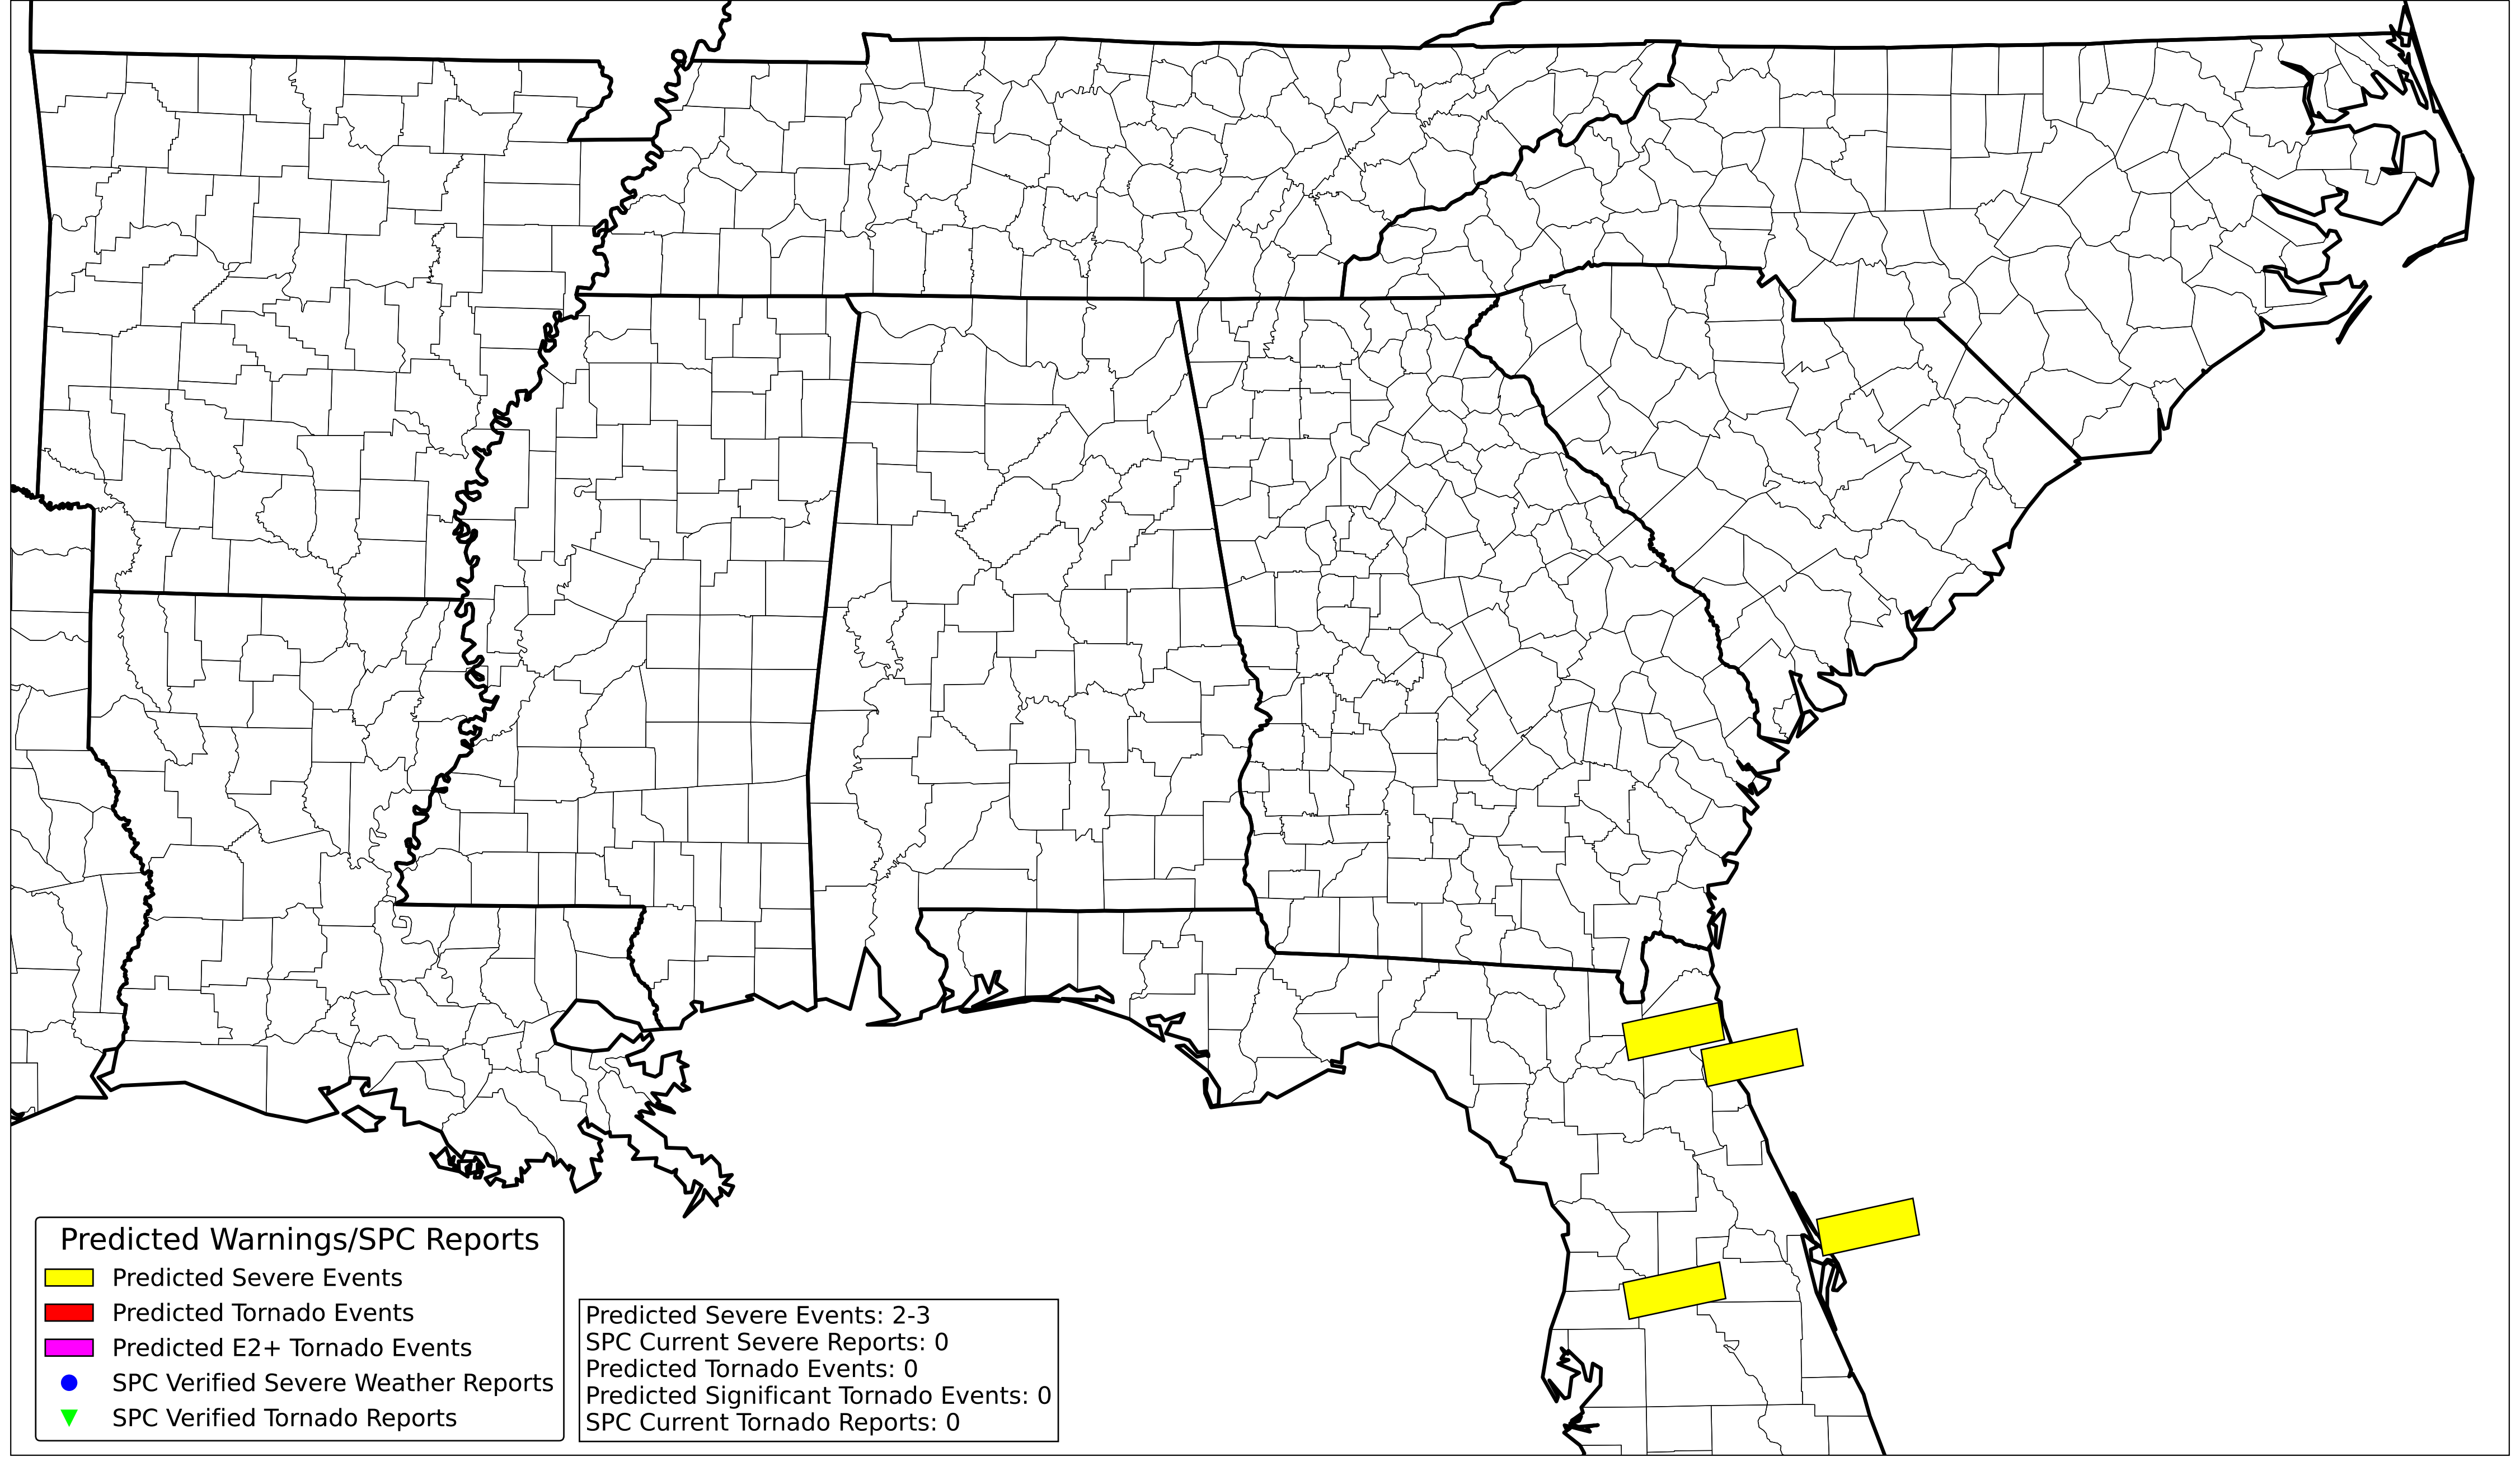 Predicted Warnings/SPC Reports
Predicted Severe Events
Predicted Tornado Events
Predicted E2+ Tornado Events
SPC Verified Severe Weather Reports
SPC Verified Tornado Reports
Predicted Severe Events: 2-3
SPC Current Severe Reports: 0
Predicted Tornado Events: 0
Predicted Significant Tornado Events: 0
SPC Current Tornado Reports: 0